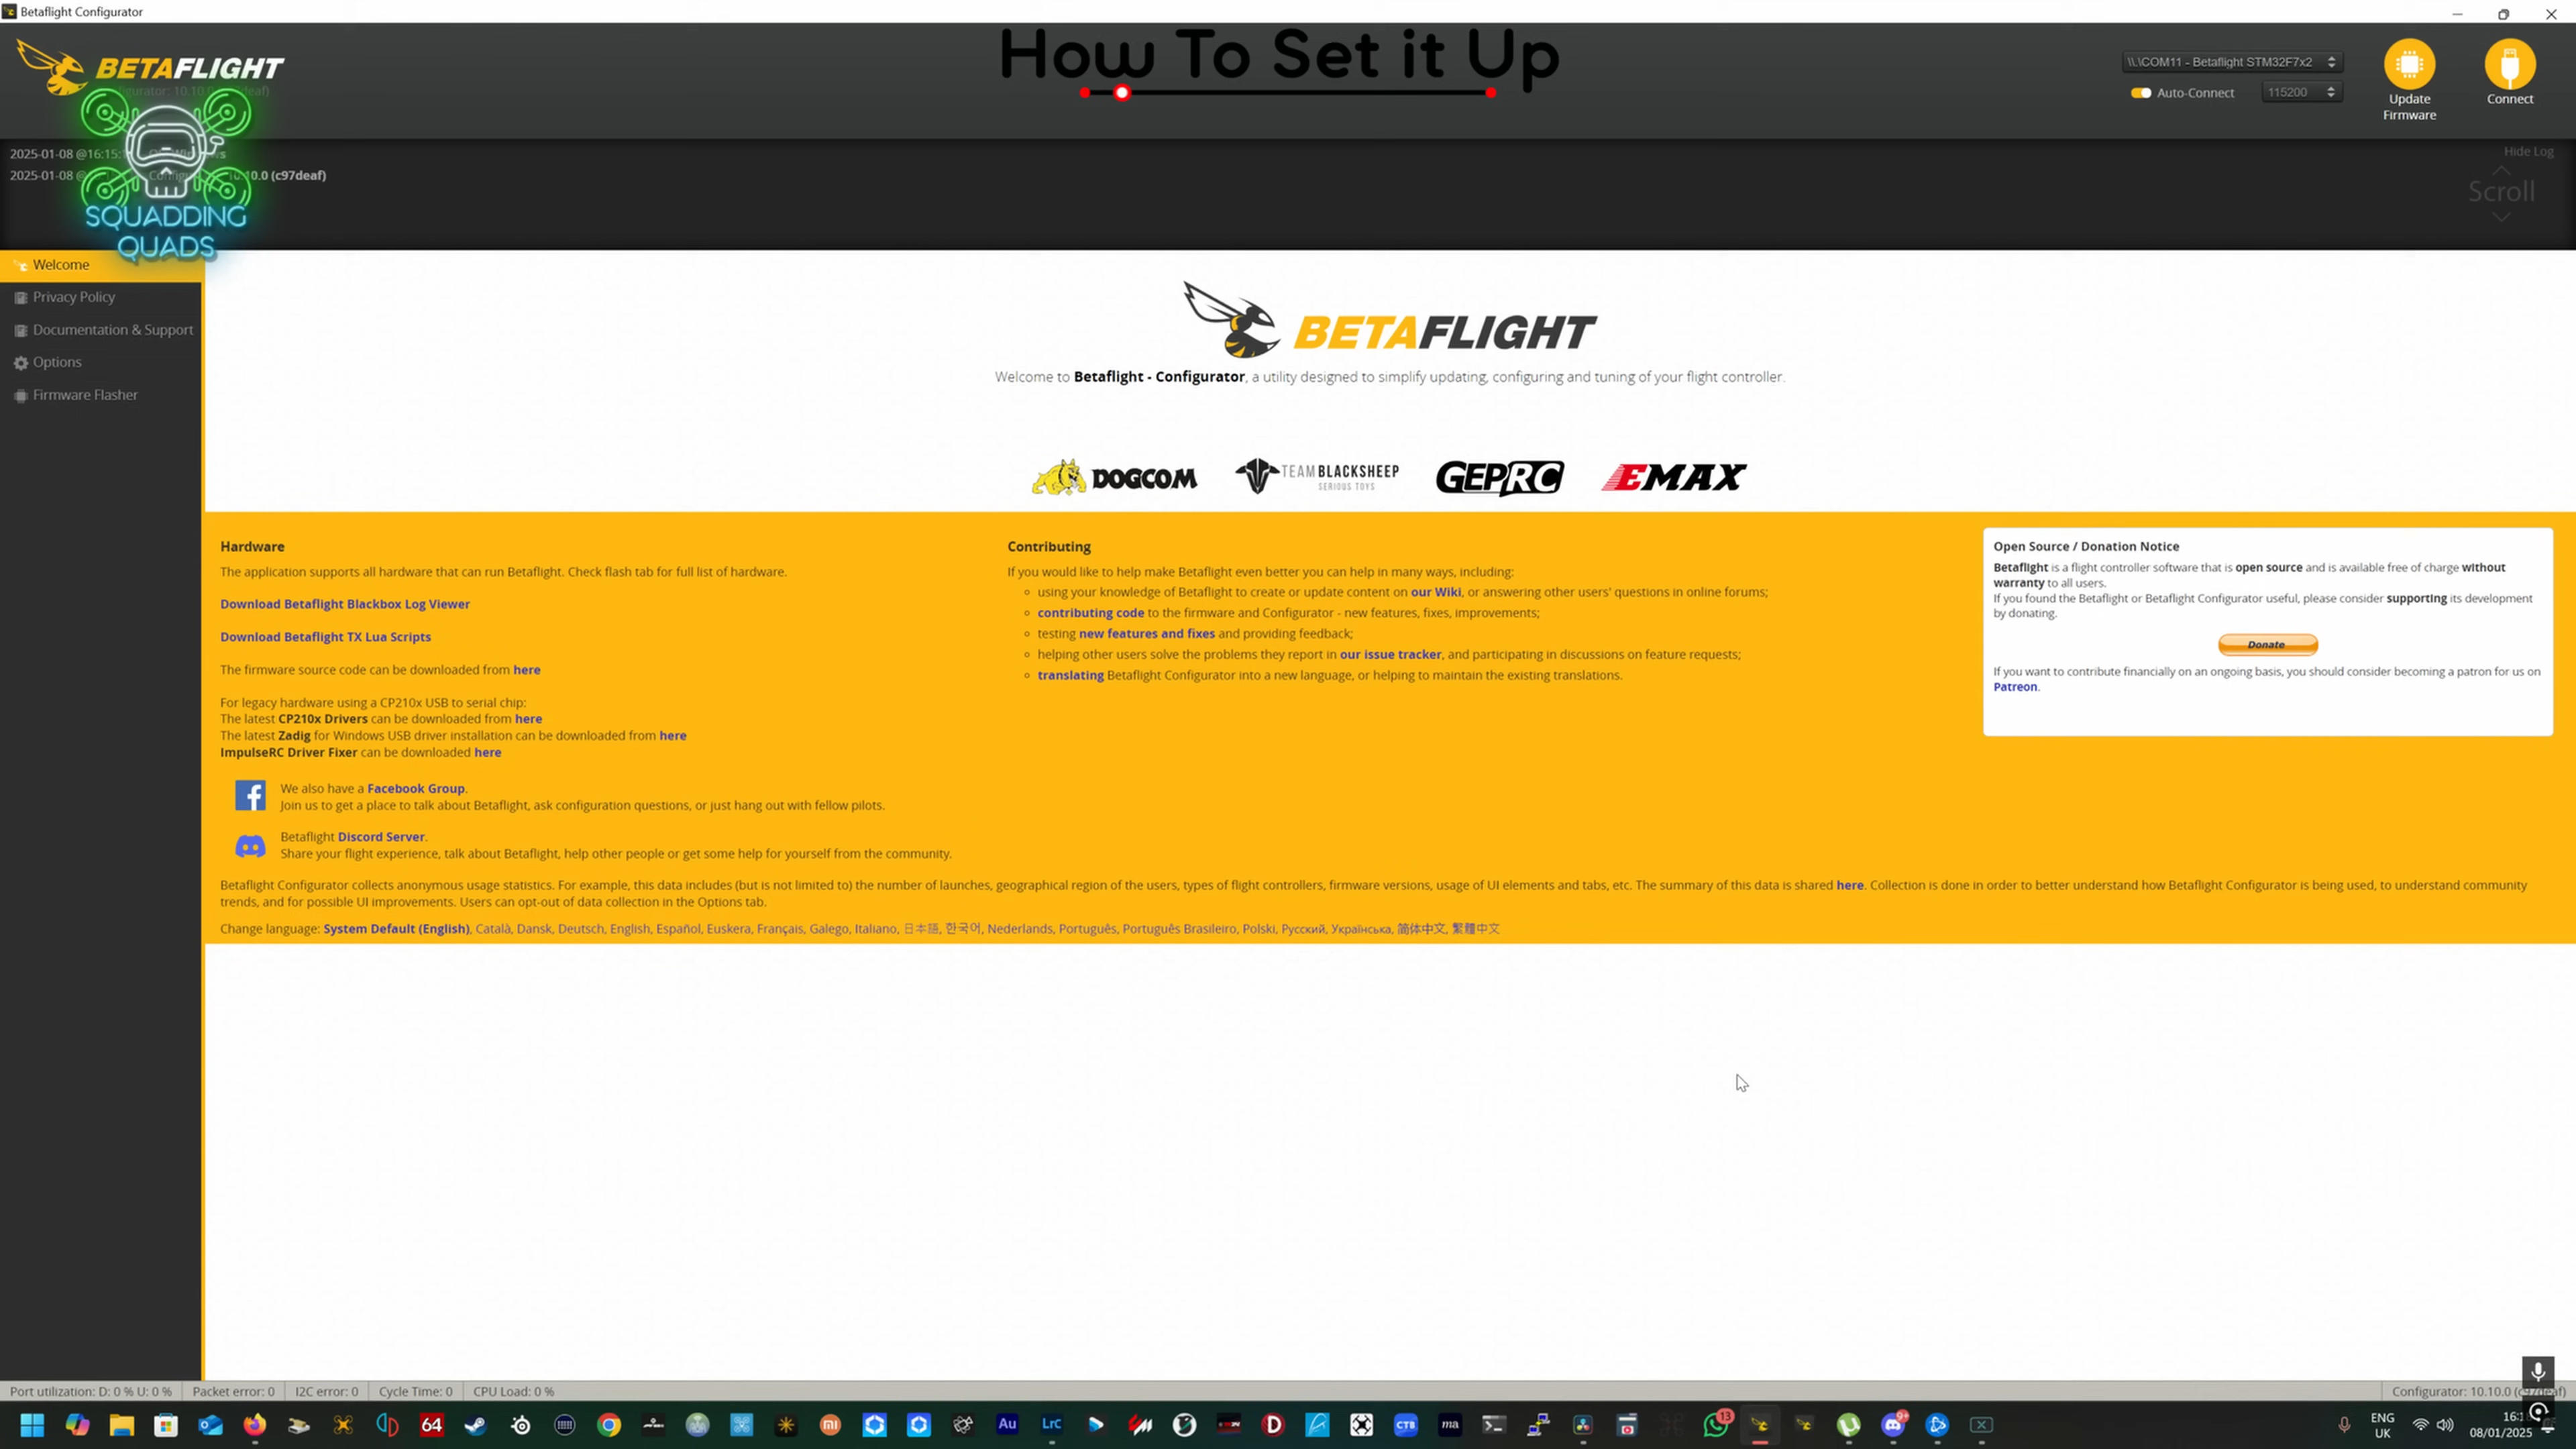 Betaflight Configurator
How To Set it Up
BETAFLIGHT
\\.\COM11 - Betaflight STM32F7x2
Auto-Connect
115200
Update
Firmware
Connect
2025-01-08 @16:15:
2025-01-08 @
10.10.0 (c97deaf)
Hide Log
Scroll
SQUADDING
QUADS
Welcome
Privacy Policy
Documentation & Support
Options
Firmware Flasher
BETAFLIGHT
Welcome to Betaflight - Configurator, a utility designed to simplify updating, configuring and tuning of your flight controller.
DOGCOM
TEAMBLACKSHEEP
SERIOUS TOYS
GEPRC
EMAX
Hardware
The application supports all hardware that can run Betaflight. Check flash tab for full list of hardware.
Download Betaflight Blackbox Log Viewer
Download Betaflight TX Lua Scripts
The firmware source code can be downloaded from here
For legacy hardware using a CP210x USB to serial chip:
The latest CP210x Drivers can be downloaded from here
The latest Zadig for Windows USB driver installation can be downloaded from here
ImpulseRC Driver Fixer can be downloaded here
We also have a Facebook Group.
Join us to get a place to talk about Betaflight, ask configuration questions, or just hang out with fellow pilots.
Betaflight Discord Server.
Share your flight experience, talk about Betaflight, help other people or get some help for yourself from the community.
Contributing
If you would like to help make Betaflight even better you can help in many ways, including:
using your knowledge of Betaflight to create or update content on our Wiki, or answering other users' questions in online forums;
contributing code to the firmware and Configurator - new features, fixes, improvements;
testing new features and fixes and providing feedback;
helping other users solve the problems they report in our issue tracker, and participating in discussions on feature requests;
translating Betaflight Configurator into a new language, or helping to maintain the existing translations.
Open Source / Donation Notice
Betaflight is a flight controller software that is open source and is available free of charge without
warranty to all users.
If you found the Betaflight or Betaflight Configurator useful, please consider supporting its development
by donating.
Donate
If you want to contribute financially on an ongoing basis, you should consider becoming a patron for us on
Patreon.
Betaflight Configurator collects anonymous usage statistics. For example, this data includes (but is not limited to) the number of launches, geographical region of the users, types of flight controllers, firmware versions, usage of UI elements and tabs, etc. The summary of this data is shared here. Collection is done in order to better understand how Betaflight Configurator is being used, to understand community
trends, and for possible UI improvements. Users can opt-out of data collection in the Options tab.
Change language: System Default (English), Català, Dansk, Deutsch, English, Español, Euskera, Français, Galego, Italiano, 日本語, 한국어, Nederlands, Português, Português Brasileiro, Polski, Русский, Українська, 简体中文, 繁體中文
Port utilization: D: 0 % U: 0 %
Packet error: 0
I2C error: 0
Cycle Time: 0
CPU Load: 0 %
Configurator: 10.10.0
64
mi
Au
LrC
D
CTB
ma
13
9+
ENG
UK
16:1
08/01/2025